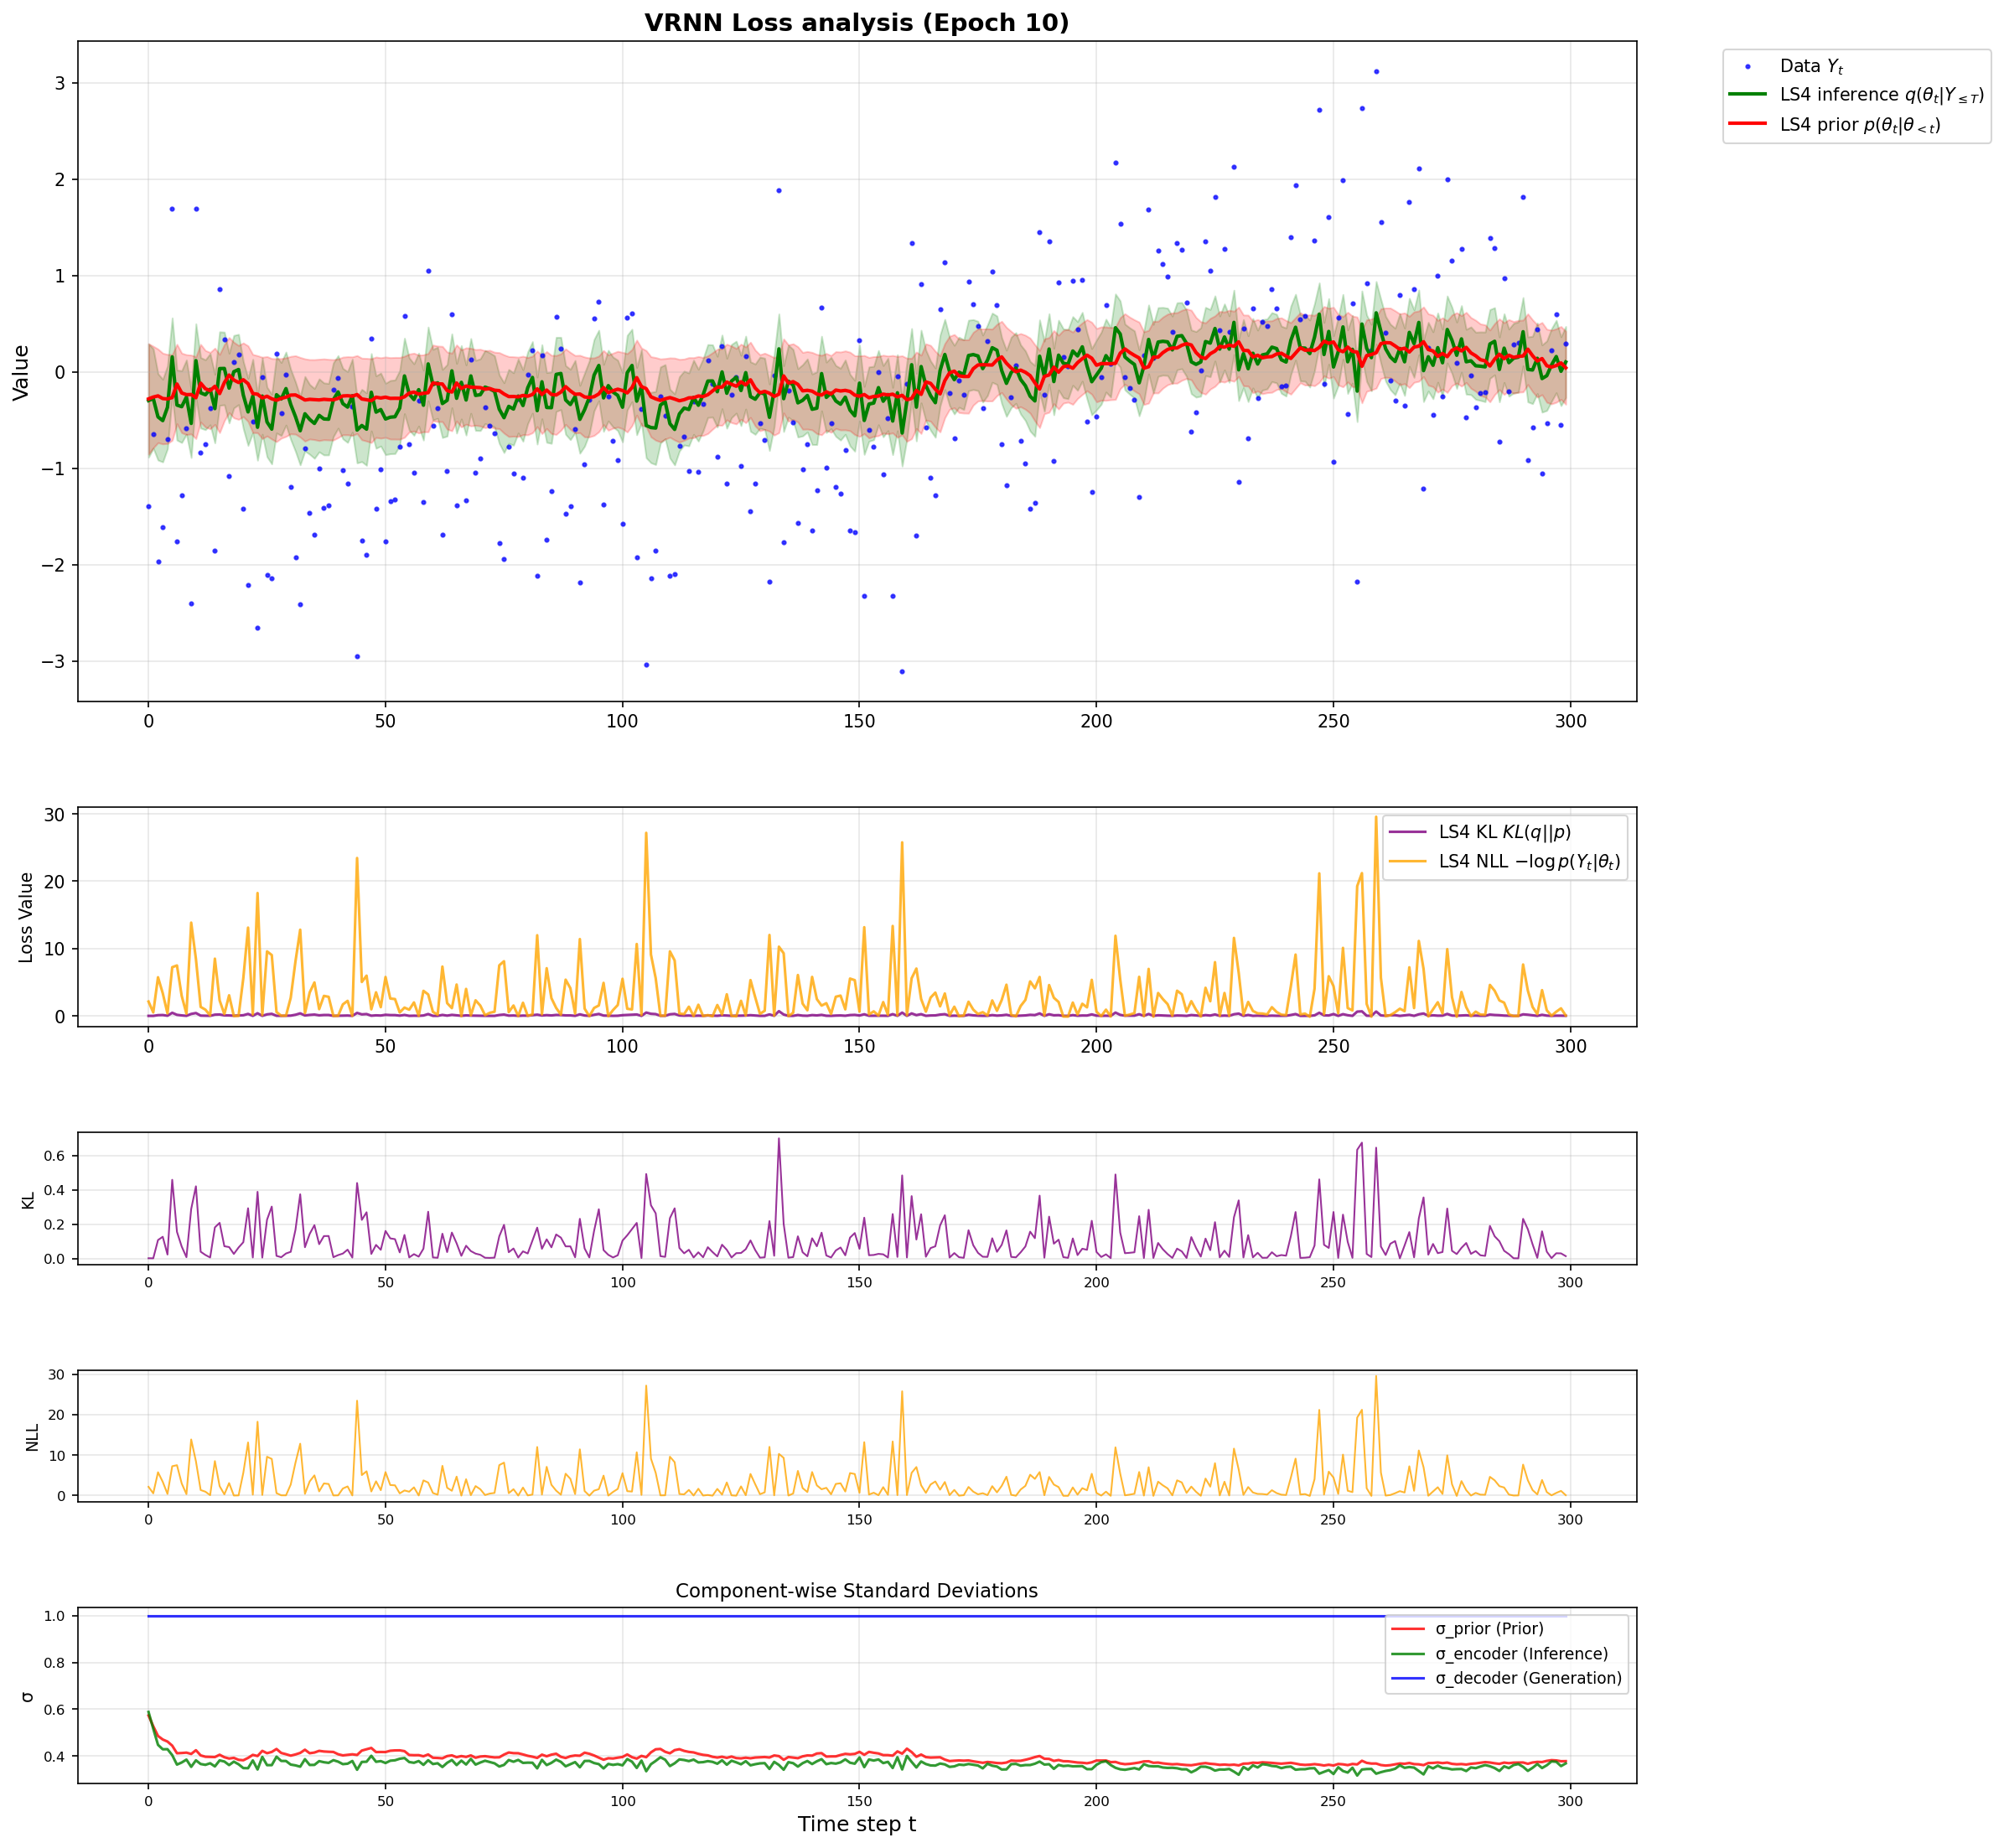 VRNN Loss analysis (Epoch 10)
Value
3
2
1
0
−1
−2
−3
0 50 100 150 200 250 300
Data Y_t
LS4 inference q(θ_t|Y_≤T)
LS4 prior p(θ_t|θ_<t)
Loss Value
30
20
10
0
0 50 100 150 200 250 300
LS4 KL KL(q||p)
LS4 NLL −log p(Y_t|θ_t)
KL
0.6
0.4
0.2
0.0
0 50 100 150 200 250 300
NLL
30
20
10
0
0 50 100 150 200 250 300
Component-wise Standard Deviations
σ
1.0
0.8
0.6
0.4
0 50 100 150 200 250 300
σ_prior (Prior)
σ_encoder (Inference)
σ_decoder (Generation)
Time step t